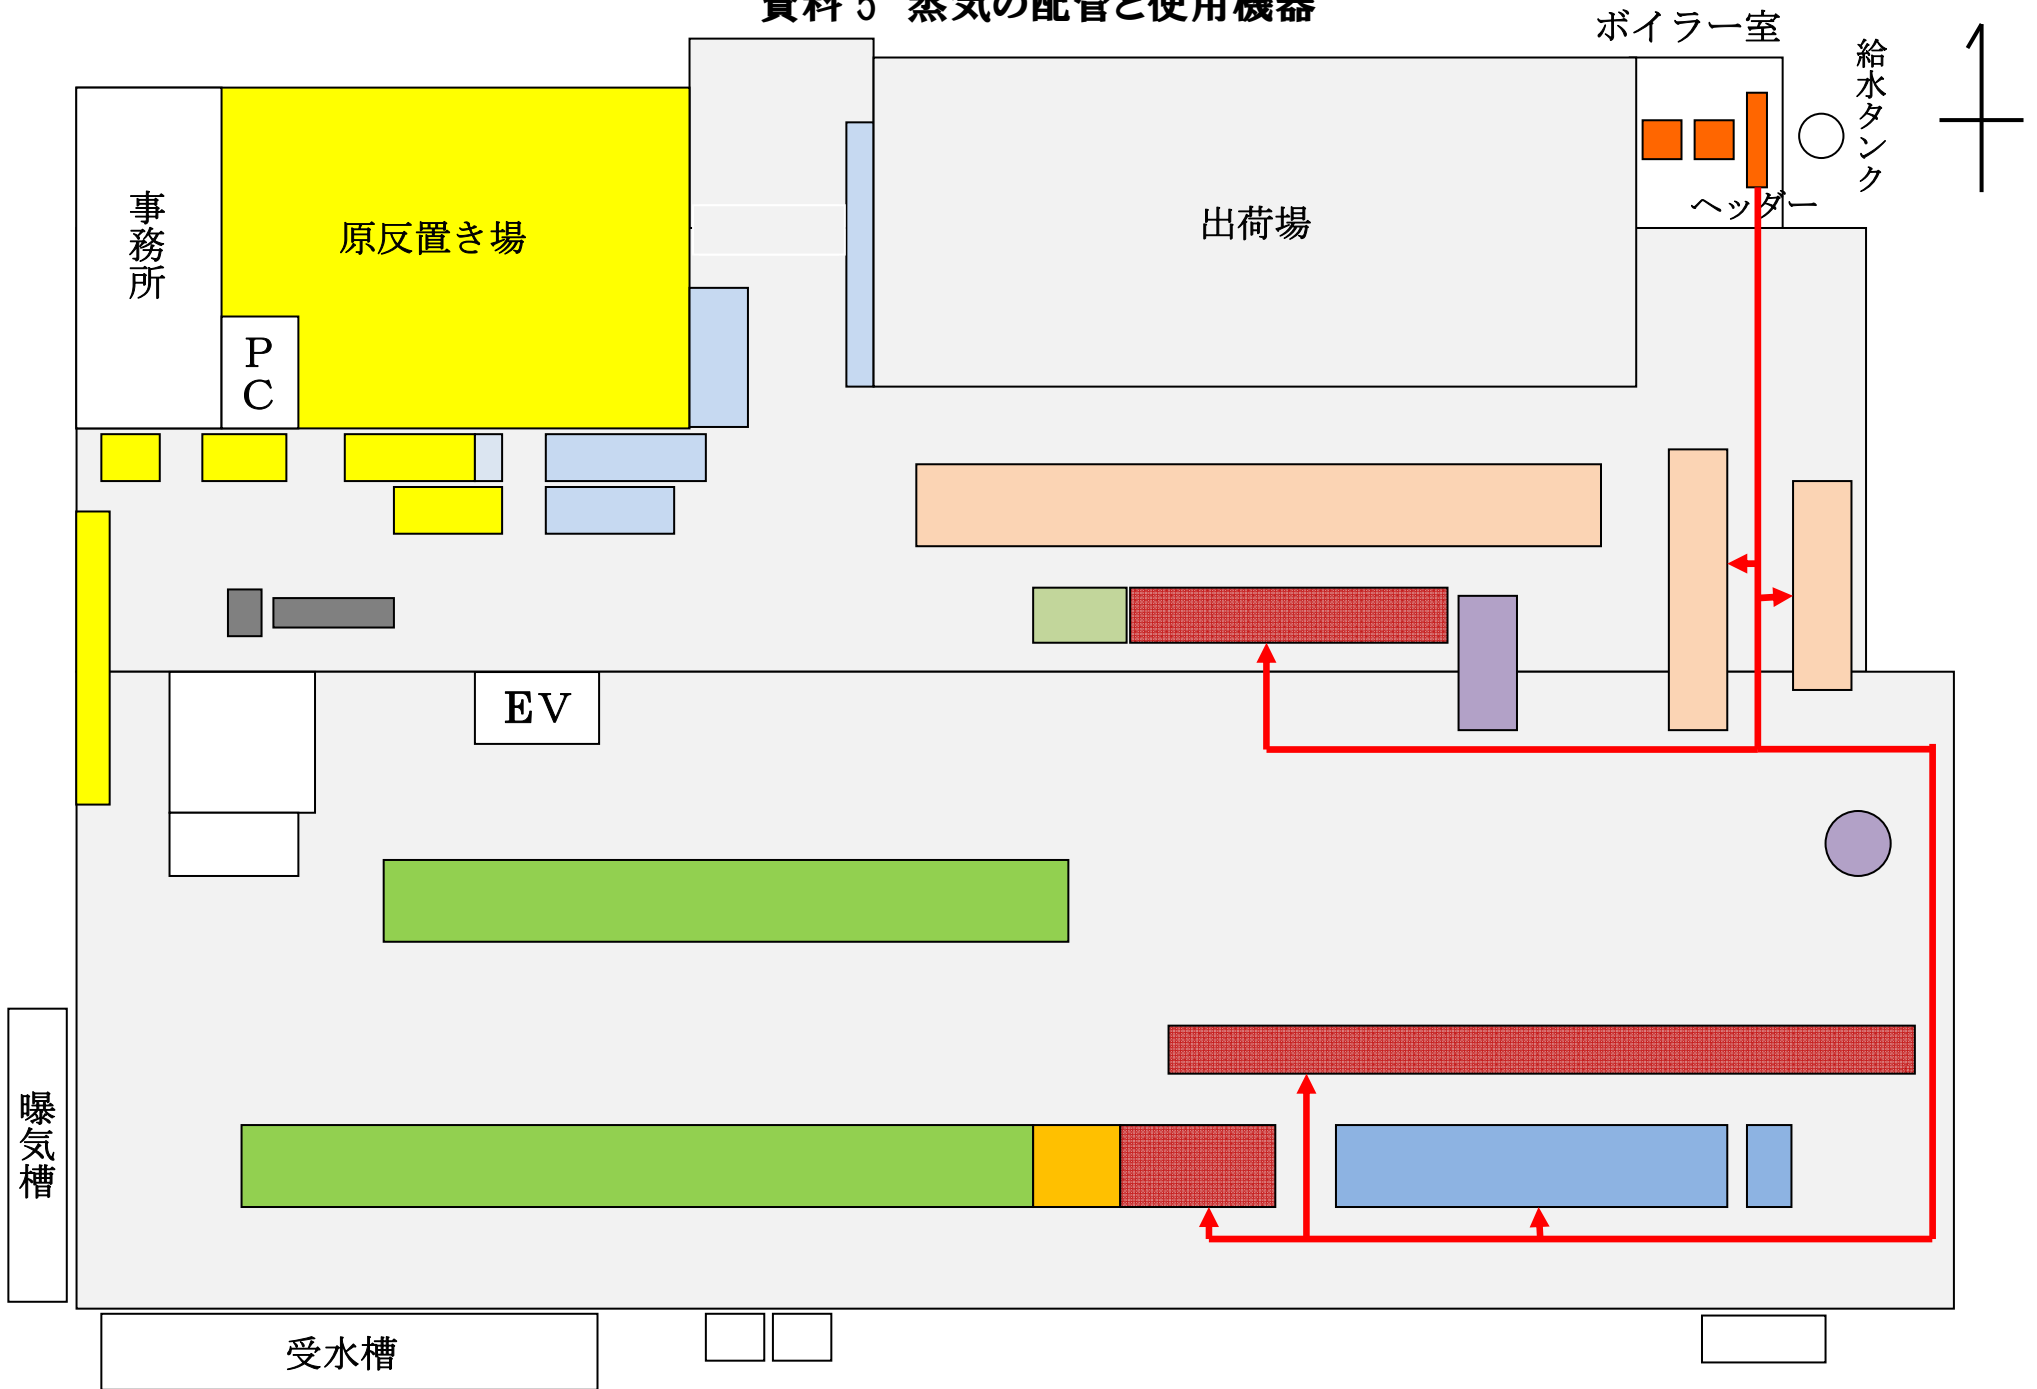 資料５ 蒸気の配管と使用機器
ボイラー室
給水タンク
ヘッダー
事務所
原反置き場
出荷場
PC
EV
曝気槽
受水槽